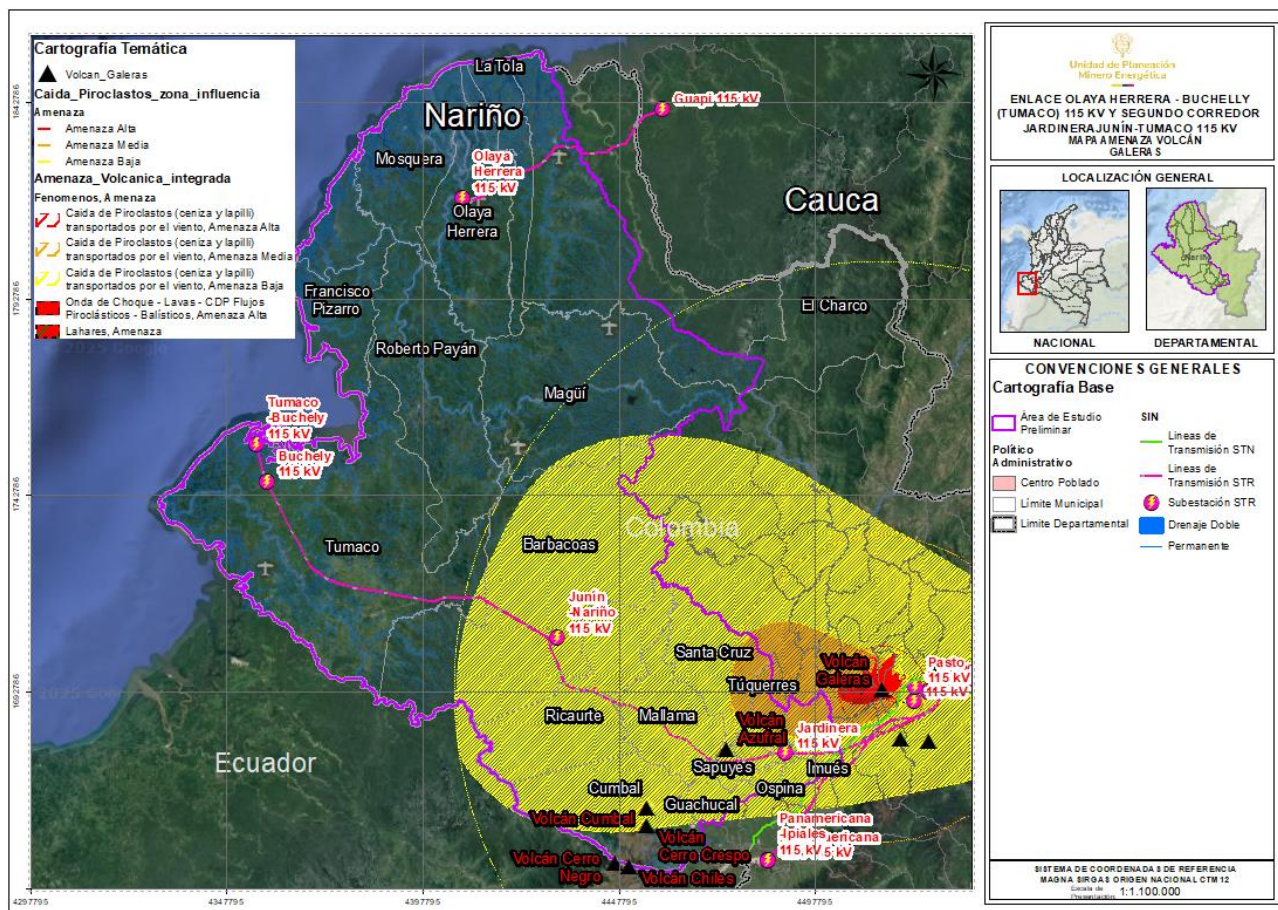 Cartografía Temática
Volcan_Galeras
Caida_Piroclastos_zona_influencia
Amenaza
Amenaza Alta
Amenaza Media
Amenaza Baja
Amenaza_Volcanica_integrada
Fenomenos, Amenaza
Caida de Piroclastos (ceniza y lapilli)
transportados por el viento, Amenaza Alta
Caida de Piroclastos (ceniza y lapilli)
transportados por el viento, Amenaza Media
Caida de Piroclastos (ceniza y lapilli)
transportados por el viento, Amenaza Baja
Onda de Choque - Lavas - CDP Flujos
Piroclásticos - Balísticos, Amenaza Alta
Lahares, Amenaza
La Tola
Nariño
Guapi 115 kV
Mosquera
Olaya
Herrera
115 kV
Olaya
Herrera
Cauca
El Charco
Francisco
Pizarro
Roberto Payán
Magüí
Tumaco
-Buchely
115 kV
Buchely
115 kV
Colombia
Barbacoas
Tumaco
Junín
-Nariño
115 kV
Santa Cruz
Volcán
Galeras
Pasto
115 kV
115 kV
Túquerres
Ricaurte
Mallama
Volcán
Azufral
Jardinera
115 kV
Sapuyes
Imués
Ecuador
Cumbal
Ospina
Guachucal
Volcán Cumbal
Volcán
Cerro Crespo
Panamericana
-Ipiales
115 kV
Volcán Cerro
Negro
Volcán Chiles
1842786
1792786
1742786
1692786
4297795
4347795
4397795
4447795
4497795
Unidad de Planeación
Minero Energética
ENLACE OLAYA HERRERA - BUCHELLY
(TUMACO) 115 KV Y SEGUNDO CORREDOR
JARDINERAJUNÍN-TUMACO 115 KV
MAPA AMENAZA VOLCÁN
GALERAS
LOCALIZACIÓN GENERAL
Nariño
NACIONAL
DEPARTAMENTAL
CONVENCIONES GENERALES
Cartografía Base
Área de Estudio
Preliminar
Político
Administrativo
Centro Poblado
Límite Municipal
Limite Departamental
SIN
Lineas de
Transmisión STN
Lineas de
Transmisión STR
Subestación STR
Drenaje Doble
Permanente
SISTEMA DE COORDENADAS DE REFERENCIA
MAGNA SIRGAS ORIGEN NACIONAL CTM12
Escala de
Presentación: 1:1.100.000